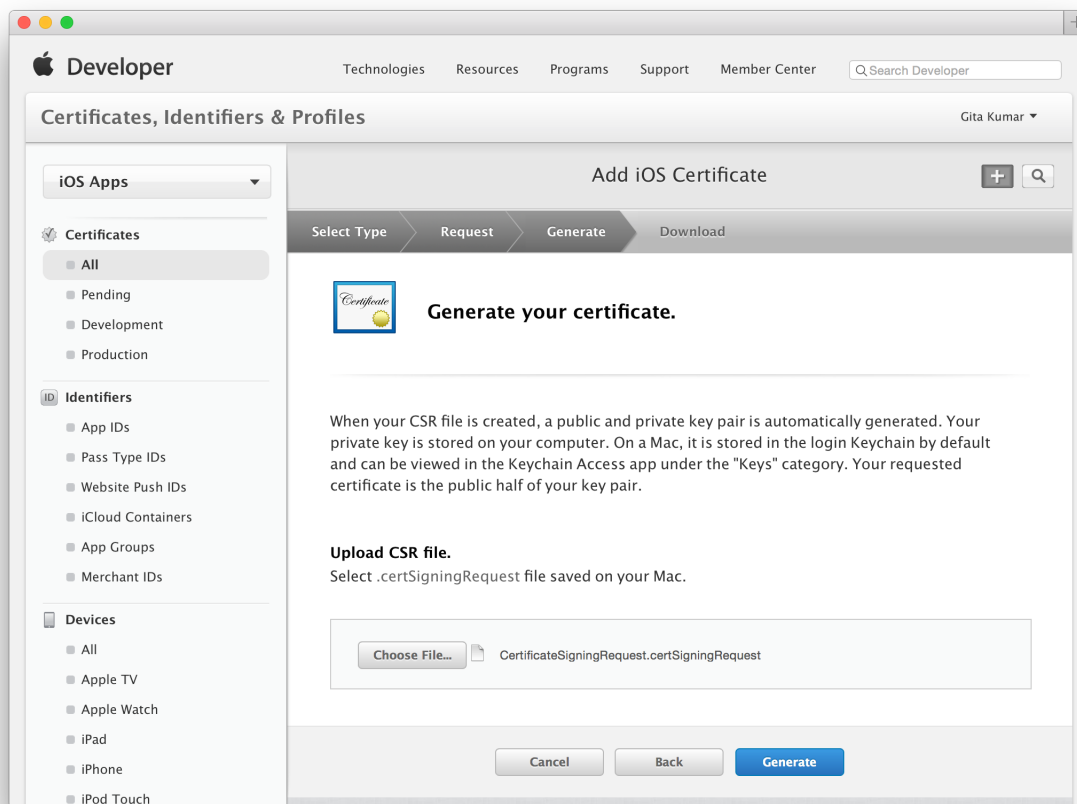 Developer
Technologies
Resources
Programs
Support
Member Center
Search Developer
Certificates, Identifiers & Profiles
Gita Kumar
iOS Apps
Certificates
All
Pending
Development
Production
ID
Identifiers
App IDs
Pass Type IDs
Website Push IDs
iCloud Containers
App Groups
Merchant IDs
Devices
All
Apple TV
Apple Watch
iPad
iPhone
iPod Touch
Add iOS Certificate
Select Type
Request
Generate
Download
Certificate
Generate your certificate.
When your CSR file is created, a public and private key pair is automatically generated. Your
private key is stored on your computer. On a Mac, it is stored in the login Keychain by default
and can be viewed in the Keychain Access app under the "Keys" category. Your requested
certificate is the public half of your key pair.
Upload CSR file.
Select .certSigningRequest file saved on your Mac.
Choose File...
CertificateSigningRequest.certSigningRequest
Cancel
Back
Generate